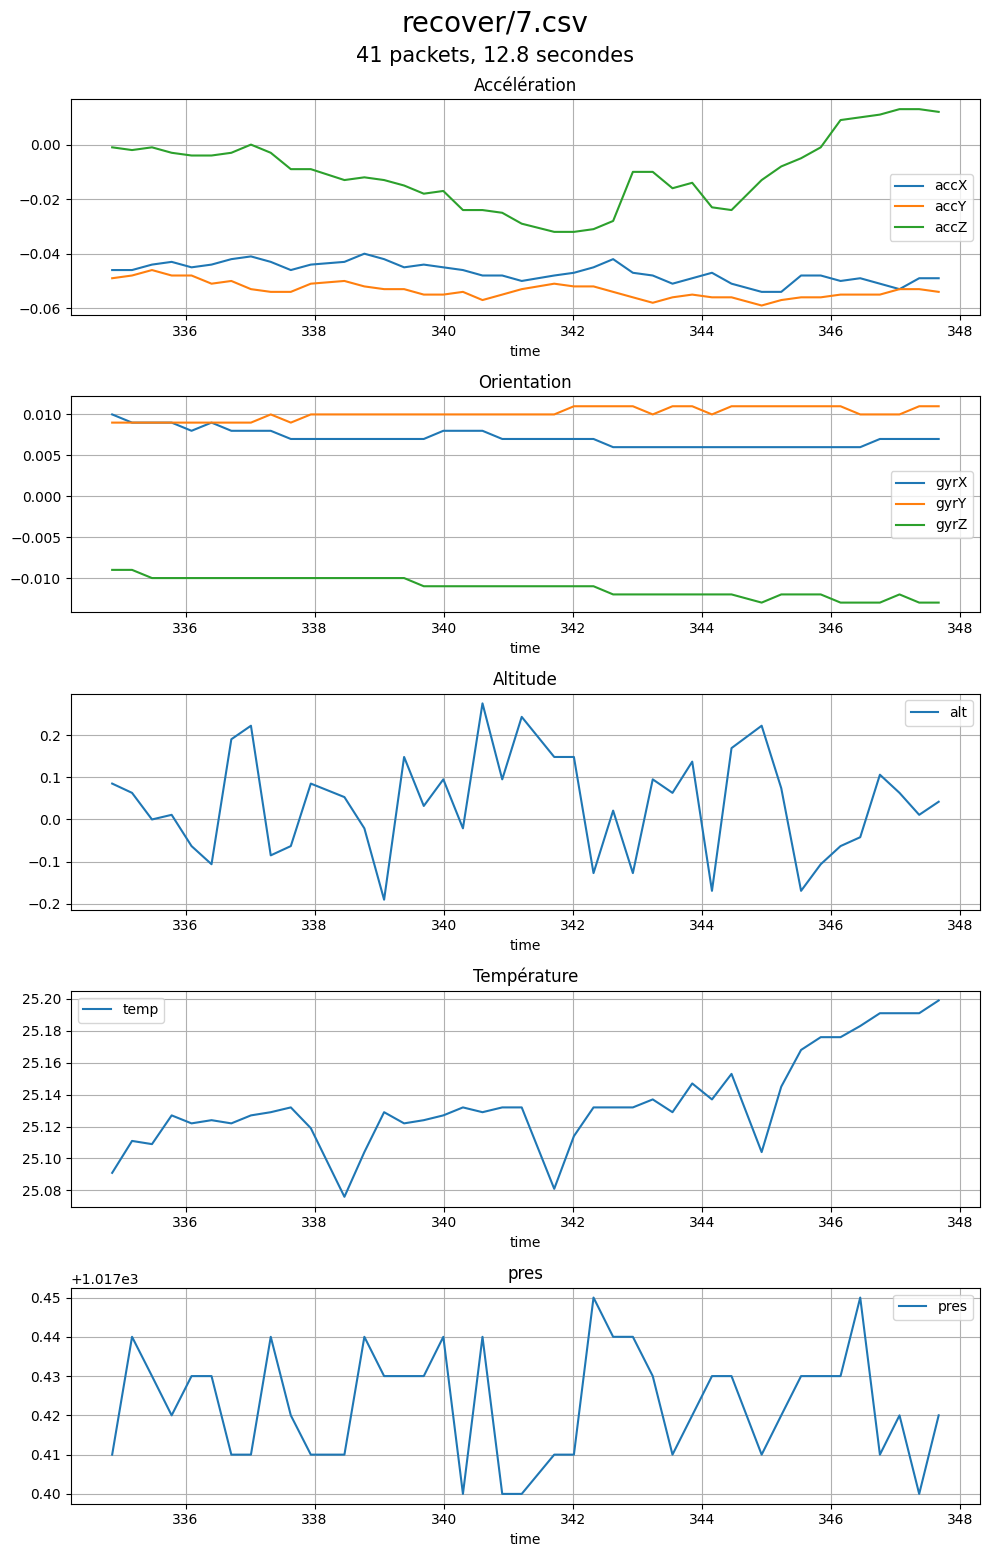 recover/7.csv
41 packets, 12.8 secondes
Accélération
0.00
−0.02
−0.04
−0.06
accX
accY
accZ
336 338 340 342 344 346 348
time
Orientation
0.010
0.005
0.000
−0.005
−0.010
gyrX
gyrY
gyrZ
336 338 340 342 344 346 348
time
Altitude
0.2
0.1
0.0
−0.1
−0.2
alt
336 338 340 342 344 346 348
time
Température
25.20
25.18
25.16
25.14
25.12
25.10
25.08
temp
336 338 340 342 344 346 348
time
pres
+1.017e3
0.45
0.44
0.43
0.42
0.41
0.40
pres
336 338 340 342 344 346 348
time